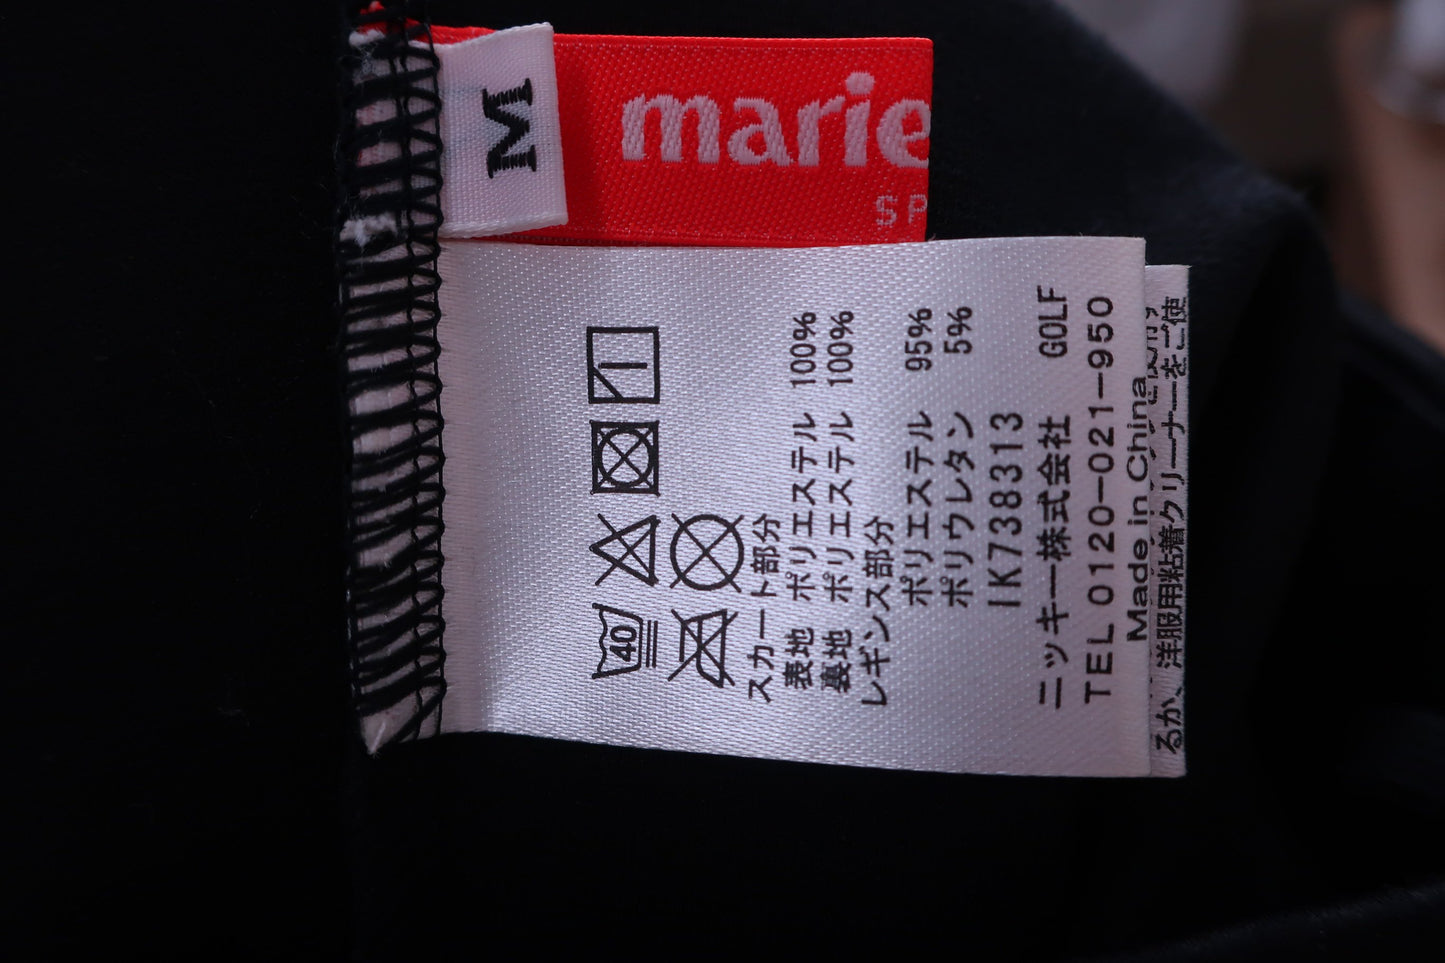 M
marie
SP
40
スカート部分
表地 ポリエステル 100%
裏地 ポリエステル 100%
レギンス部分
ポリエステル 95%
ポリウレタン 5%
IK738313
ニッキー株式会社 GOLF
TEL 0120-021-950
Made in China
るか、洋服用粘着クリーナーをご使